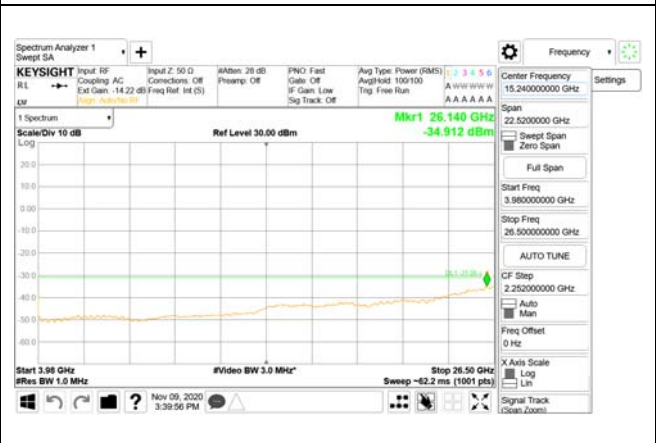 Spectrum Analyzer 1
Swept SA
+
Frequency
KEYSIGHT
RL
Input: RF
Coupling: AC
Ext Gain: -14.22 dB
Align: Auto/No RF
Input Z: 50 Ω
Corrections: Off
Freq Ref: Int (S)
#Atten: 28 dB
Preamp: Off
PNO: Fast
Gate: Off
IF Gain: Low
Sig Track: Off
Avg Type: Power (RMS)
Avg|Hold: 100/100
Trig: Free Run
1 2 3 4 5 6
A W W W W W
A A A A A A
1 Spectrum
Scale/Div 10 dB
Ref Level 30.00 dBm
Mkr1 26.140 GHz
-34.912 dBm
Log
20.0
10.0
0.00
-10.0
-20.0
-30.0
-40.0
-50.0
-60.0
Start 3.98 GHz
#Res BW 1.0 MHz
#Video BW 3.0 MHz*
Stop 26.50 GHz
Sweep ~62.2 ms (1001 pts)
Nov 09, 2020
3:39:56 PM
Center Frequency
15.240000000 GHz
Settings
Span
22.5200000 GHz
Swept Span
Zero Span
Full Span
Start Freq
3.980000000 GHz
Stop Freq
26.500000000 GHz
AUTO TUNE
CF Step
2.252000000 GHz
Auto
Man
Freq Offset
0 Hz
X Axis Scale
Log
Lin
Signal Track
(Span Zoom)